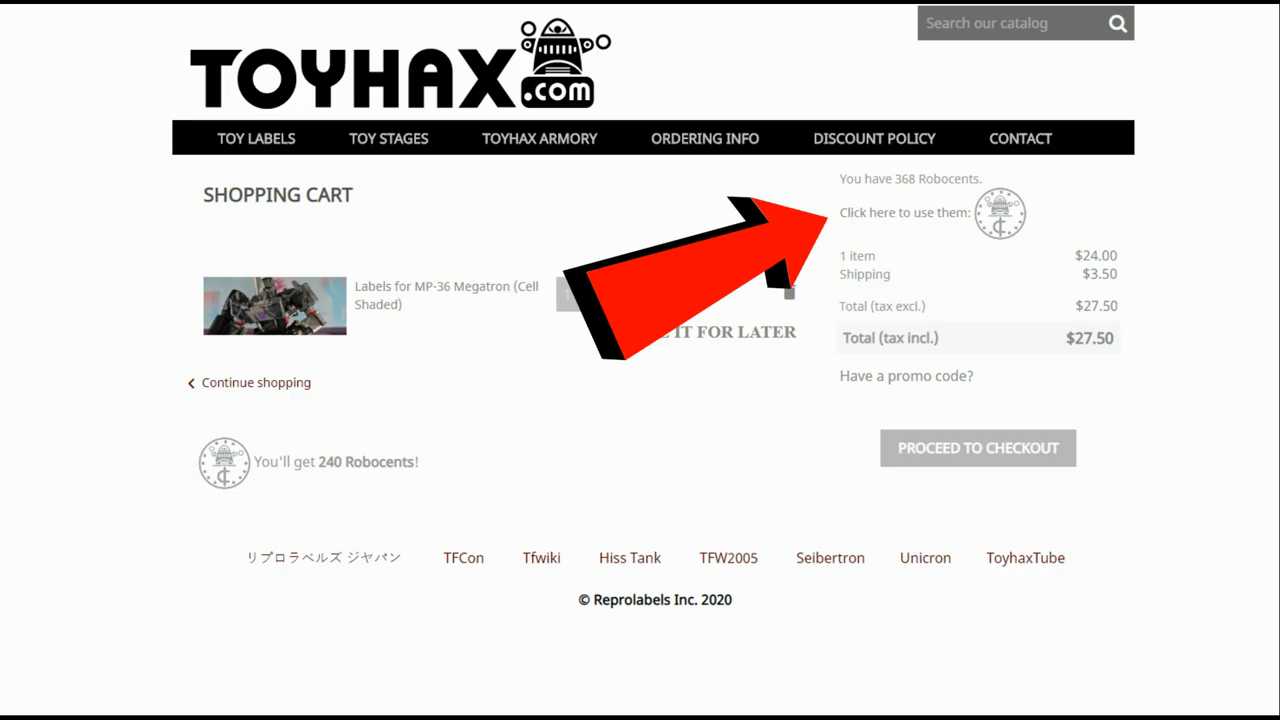 Search our catalog
TOYHAX
.com
TOY LABELS TOY STAGES TOYHAX ARMORY ORDERING INFO DISCOUNT POLICY CONTACT
SHOPPING CART
You have 368 Robocents.
Click here to use them:
1 item $24.00
Shipping $3.50
Total (tax excl.) $27.50
Total (tax incl.) $27.50
Have a promo code?
PROCEED TO CHECKOUT
Labels for MP-36 Megatron (Cell
Shaded)
IT FOR LATER
Continue shopping
You'll get 240 Robocents!
リプロラベルズ ジヤパン TFCon Tfwiki Hiss Tank TFW2005 Seibertron Unicron ToyhaxTube
© Reprolabels Inc. 2020